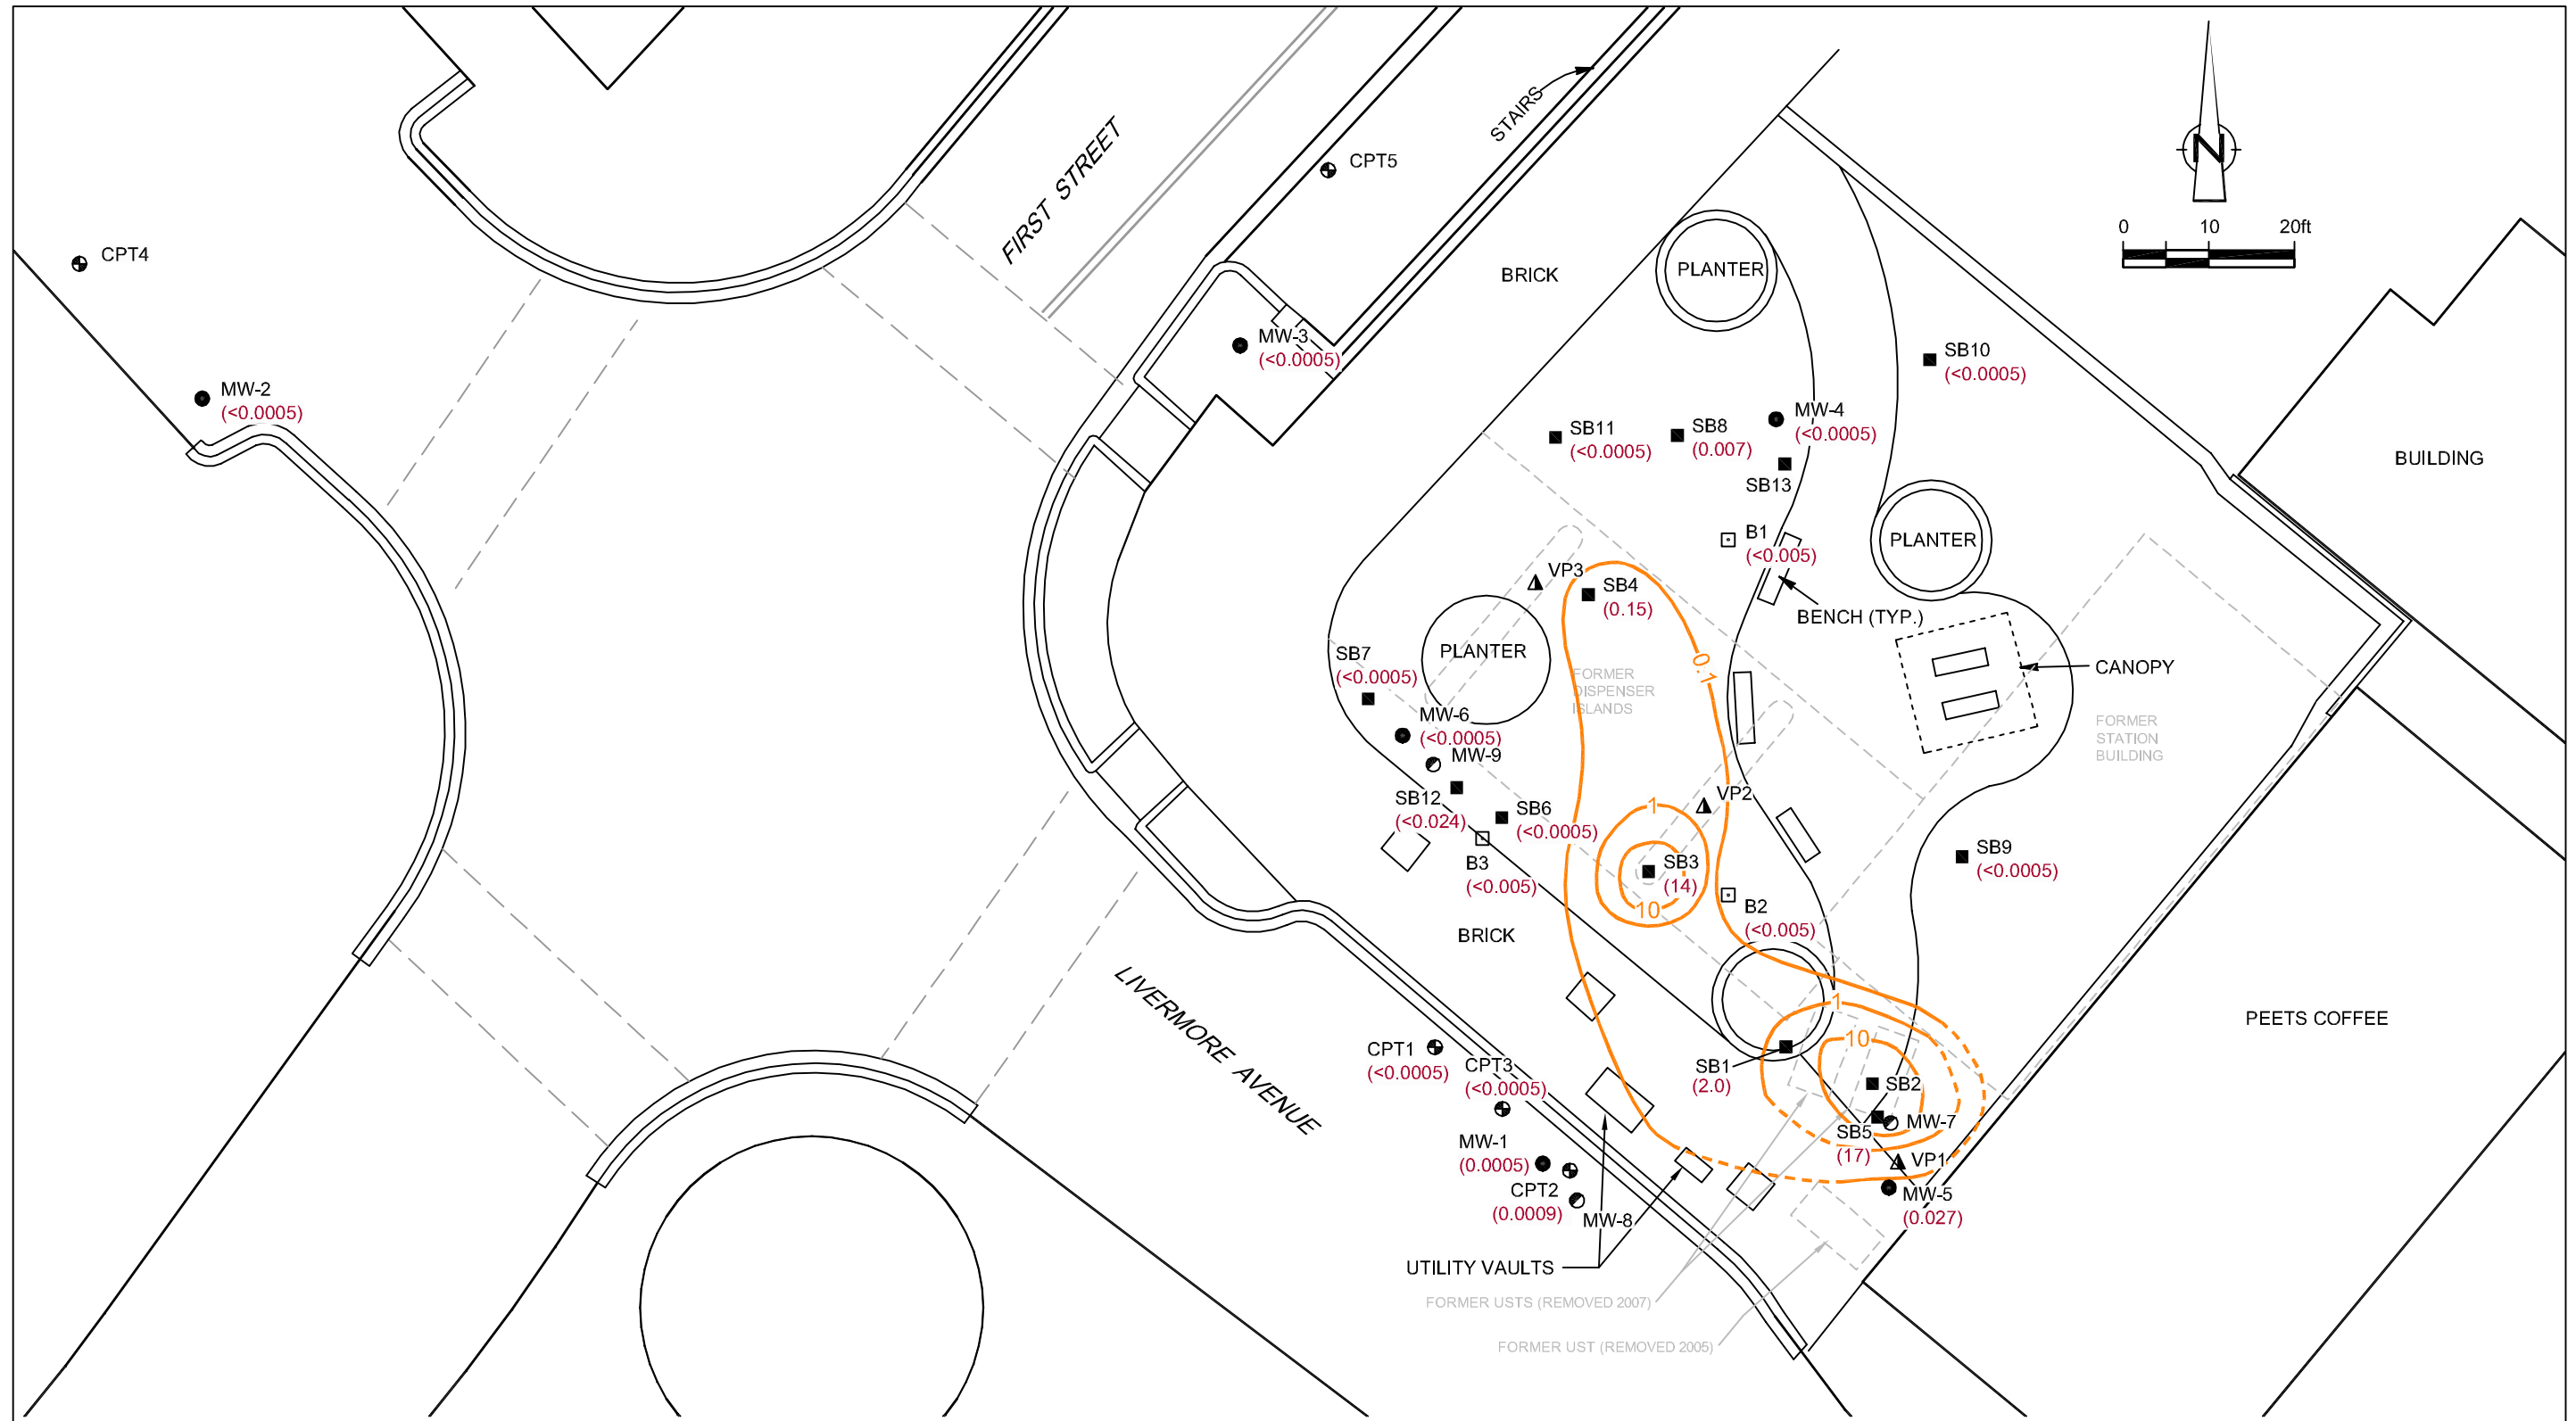 STAIRS
FIRST STREET
CPT5
N
0 10 20ft
CPT4
BRICK
PLANTER
MW-3
(<0.0005)
SB10
(<0.0005)
MW-2
(<0.0005)
MW-4
(<0.0005)
SB11
(<0.0005)
SB8
(0.007)
SB13
BUILDING
B1
(<0.005)
PLANTER
VP3
SB4
(0.15)
BENCH (TYP.)
PLANTER
SB7
(<0.0005)
0.1
FORMER
DISPENSER
ISLANDS
CANOPY
MW-6
(<0.0005)
FORMER
STATION
BUILDING
MW-9
SB12
(<0.024)
SB6
(<0.0005)
VP2
1
B3
(<0.005)
SB3
(14)
10
SB9
(<0.0005)
B2
(<0.005)
BRICK
LIVERMORE AVENUE
1
PEETS COFFEE
10
CPT1
(<0.0005)
CPT3
(<0.0005)
SB1
(2.0)
SB2
MW-7
SB5
(17)
MW-1
(0.0005)
VP1
CPT2
(0.0009)
MW-8
MW-5
(0.027)
UTILITY VAULTS
FORMER USTS (REMOVED 2007)
FORMER UST (REMOVED 2005)